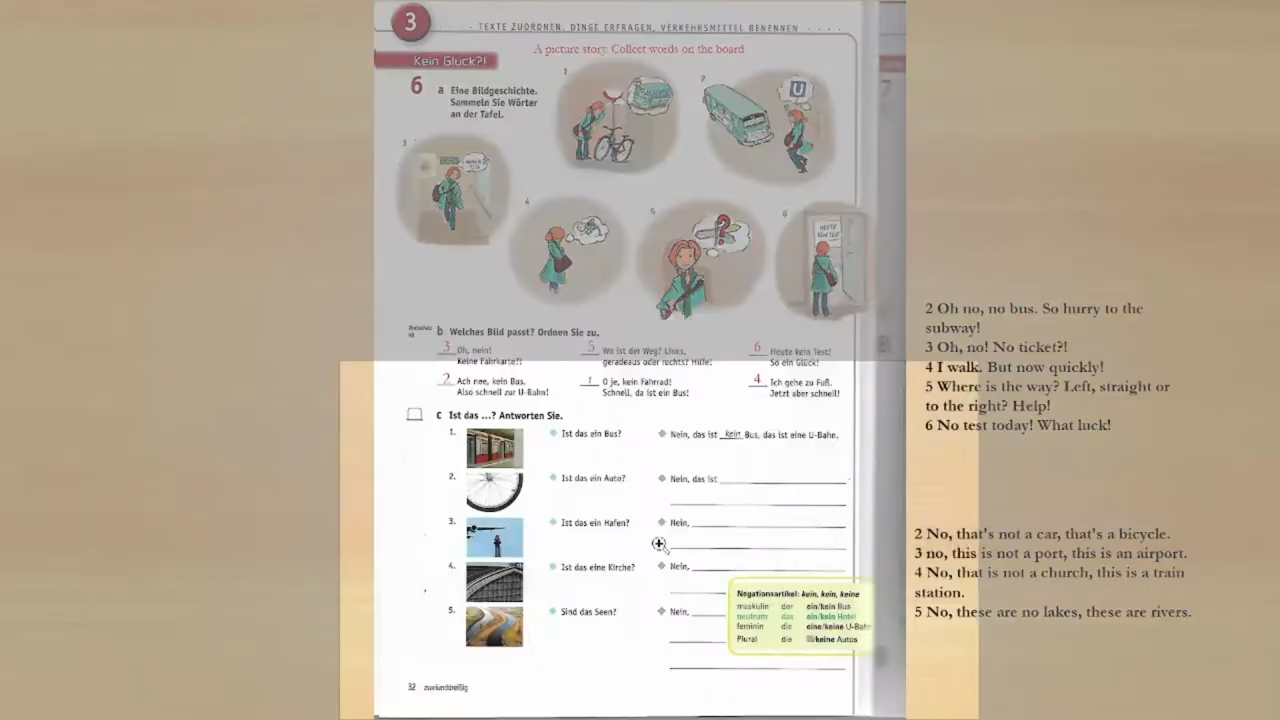 3
TEXTE ZUORDNEN, DINGE ERFRAGEN, VERKEHRSMITTEL BENENNEN
A picture story. Collect words on the board
Kein Glück?!
6 a Eine Bildgeschichte.
Sammeln Sie Wörter
an der Tafel.
1
2
U
3
4
5
6
HEUTE
KEIN TEST
b Welches Bild passt? Ordnen Sie zu.
3 Oh, nein!
Keine Fahrkarte?!
5 Wo ist der Weg? Links,
geradeaus oder rechts? Hilfe!
6 Heute kein Test!
So ein Glück!
2 Ach nee, kein Bus.
Also schnell zur U-Bahn!
1 O je, kein Fahrrad!
Schnell, da ist ein Bus!
4 Ich gehe zu Fuß.
Jetzt aber schnell!
c Ist das ...? Antworten Sie.
1. Ist das ein Bus? Nein, das ist kein Bus, das ist eine U-Bahn.
2. Ist das ein Auto? Nein, das ist
3. Ist das ein Hafen? Nein,
4. Ist das eine Kirche? Nein,
5. Sind das Seen? Nein,
Negationsartikel: kein, kein, keine
maskulin der ein/kein Bus
neutrum das ein/kein Hotel
feminin die eine/keine U-Bahn
Plural die /keine Autos
32 zweiunddreißig
2 Oh no, no bus. So hurry to the
subway!
3 Oh, no! No ticket?!
4 I walk. But now quickly!
5 Where is the way? Left, straight or
to the right? Help!
6 No test today! What luck!
2 No, that's not a car, that's a bicycle.
3 no, this is not a port, this is an airport.
4 No, that is not a church, this is a train
station.
5 No, these are no lakes, these are rivers.